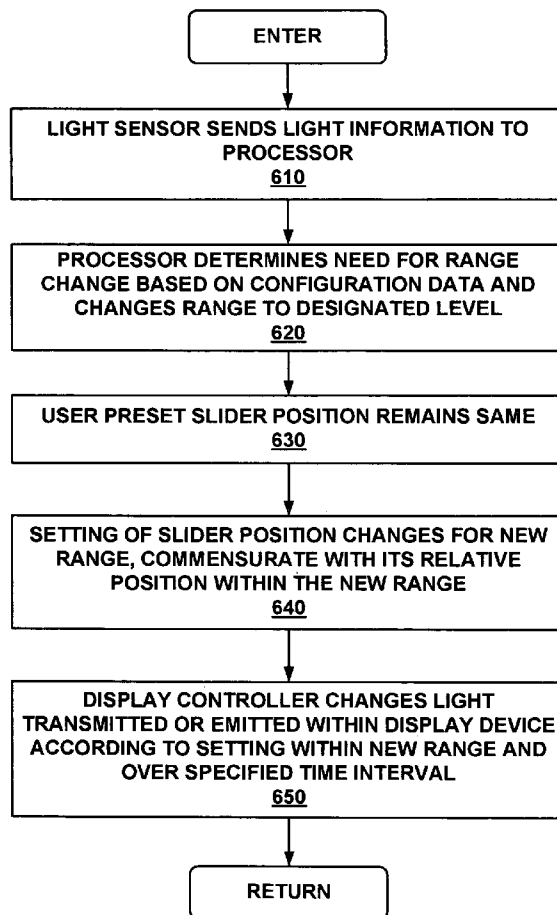 ENTER
LIGHT SENSOR SENDS LIGHT INFORMATION TO
PROCESSOR
610
PROCESSOR DETERMINES NEED FOR RANGE
CHANGE BASED ON CONFIGURATION DATA AND
CHANGES RANGE TO DESIGNATED LEVEL
620
USER PRESET SLIDER POSITION REMAINS SAME
630
SETTING OF SLIDER POSITION CHANGES FOR NEW
RANGE, COMMENSURATE WITH ITS RELATIVE
POSITION WITHIN THE NEW RANGE
640
DISPLAY CONTROLLER CHANGES LIGHT
TRANSMITTED OR EMITTED WITHIN DISPLAY DEVICE
ACCORDING TO SETTING WITHIN NEW RANGE AND
OVER SPECIFIED TIME INTERVAL
650
RETURN